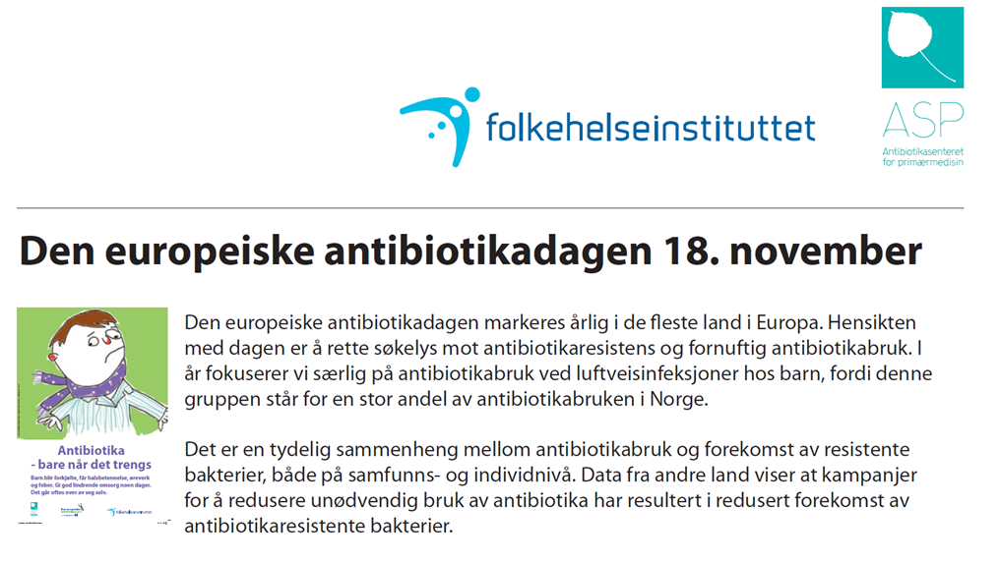 folkehelseinstituttet
ASP
Antibiotikasenteret
for primærmedisin
Den europeiske antibiotikadagen 18. november
Den europeiske antibiotikadagen markeres årlig i de fleste land i Europa. Hensikten
med dagen er å rette søkelys mot antibiotikaresistens og fornuftig antibiotikabruk. I
år fokuserer vi særlig på antibiotikabruk ved luftveisinfeksjoner hos barn, fordi denne
gruppen står for en stor andel av antibiotikabruken i Norge.
Det er en tydelig sammenheng mellom antibiotikabruk og forekomst av resistente
bakterier, både på samfunns- og individnivå. Data fra andre land viser at kampanjer
for å redusere unødvendig bruk av antibiotika har resultert i redusert forekomst av
antibiotikaresistente bakterier.
Antibiotika
- bare når det trengs
Barn blir forkjølte, får halsbetennelse, øreverk
og feber. Gi god lindrende omsorg noen dager.
Det går oftes over av seg selv.
folkehelseinstituttet